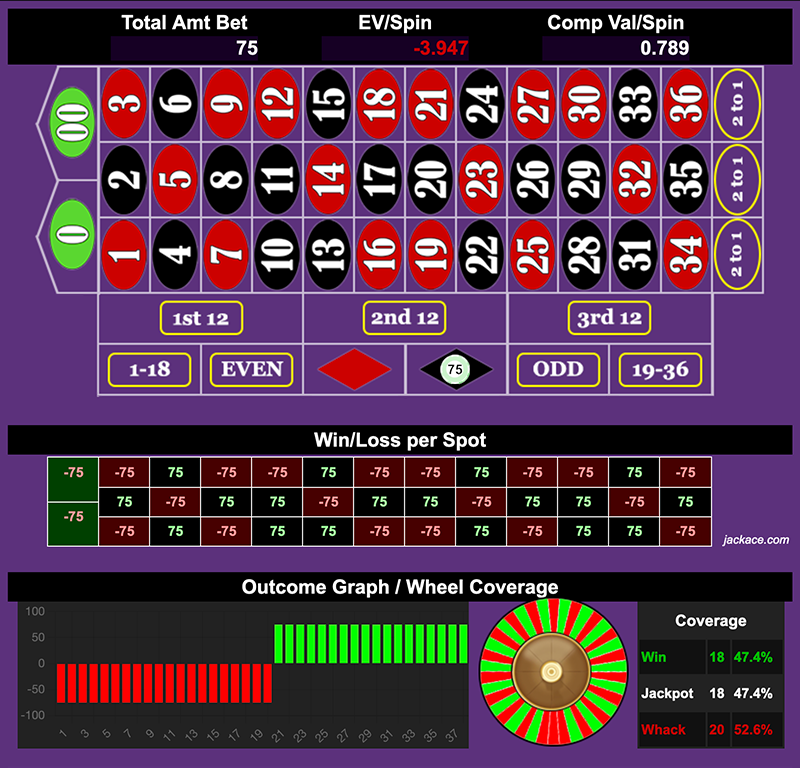 Total Amt Bet EV/Spin Comp Val/Spin
75 -3.947 0.789
00 3 6 9 12 15 18 21 24 27 30 33 36 2 to 1
0 2 5 8 11 14 17 20 23 26 29 32 35 2 to 1
1 4 7 10 13 16 19 22 25 28 31 34 2 to 1
1st 12 2nd 12 3rd 12
1-18 EVEN 75 ODD 19-36
Win/Loss per Spot
-75 -75 75 -75 -75 75 -75 -75 75 -75 -75 75 -75
75 -75 75 75 -75 75 75 -75 75 75 -75 75
-75 -75 75 -75 75 75 -75 -75 75 -75 75 75 -75
jackace.com
Outcome Graph / Wheel Coverage
100
50
0
-50
-100
1 3 5 7 9 11 13 15 17 19 21 23 25 27 29 31 33 35 37
Coverage
Win 18 47.4%
Jackpot 18 47.4%
Whack 20 52.6%